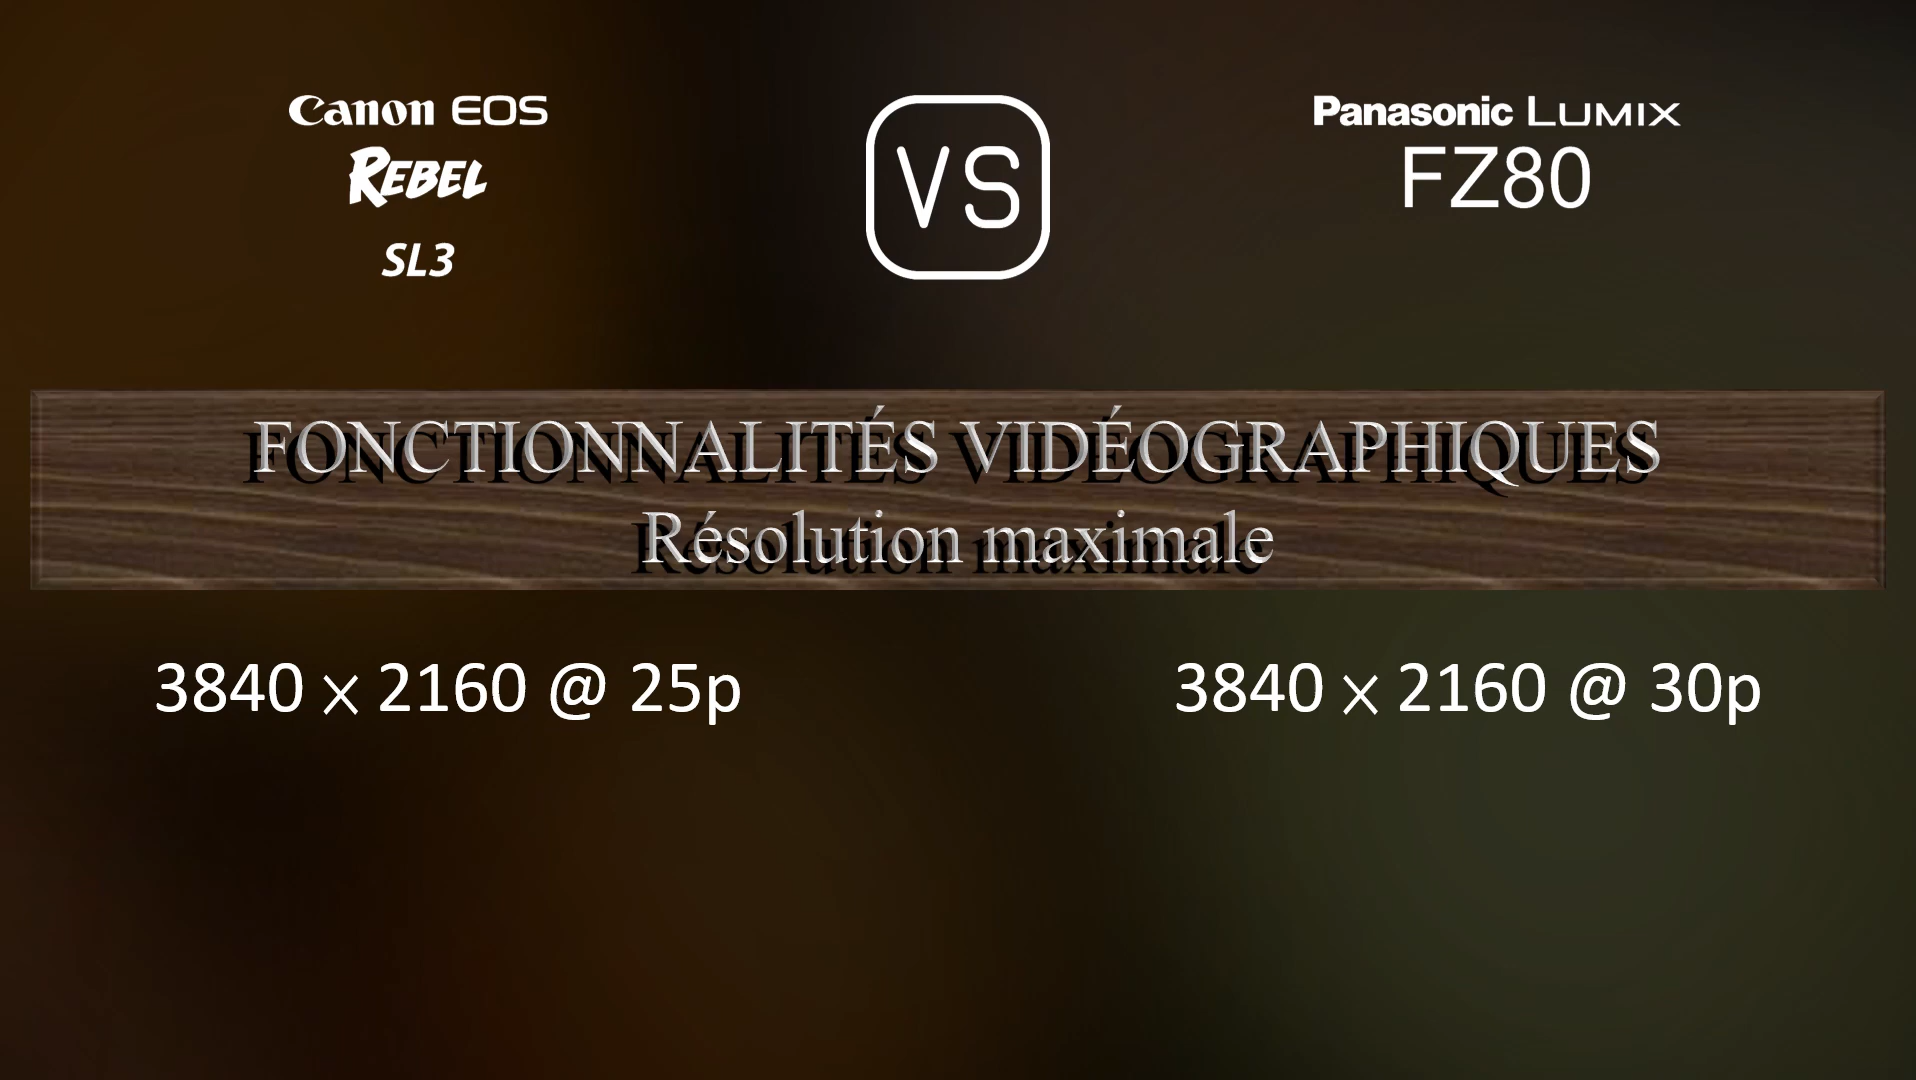 Canon EOS
REBEL
SL3
VS
Panasonic LUMIX
FZ80
FONCTIONNALITÉS VIDÉOGRAPHIQUES
Résolution maximale
3840 x 2160 @ 25p
3840 x 2160 @ 30p